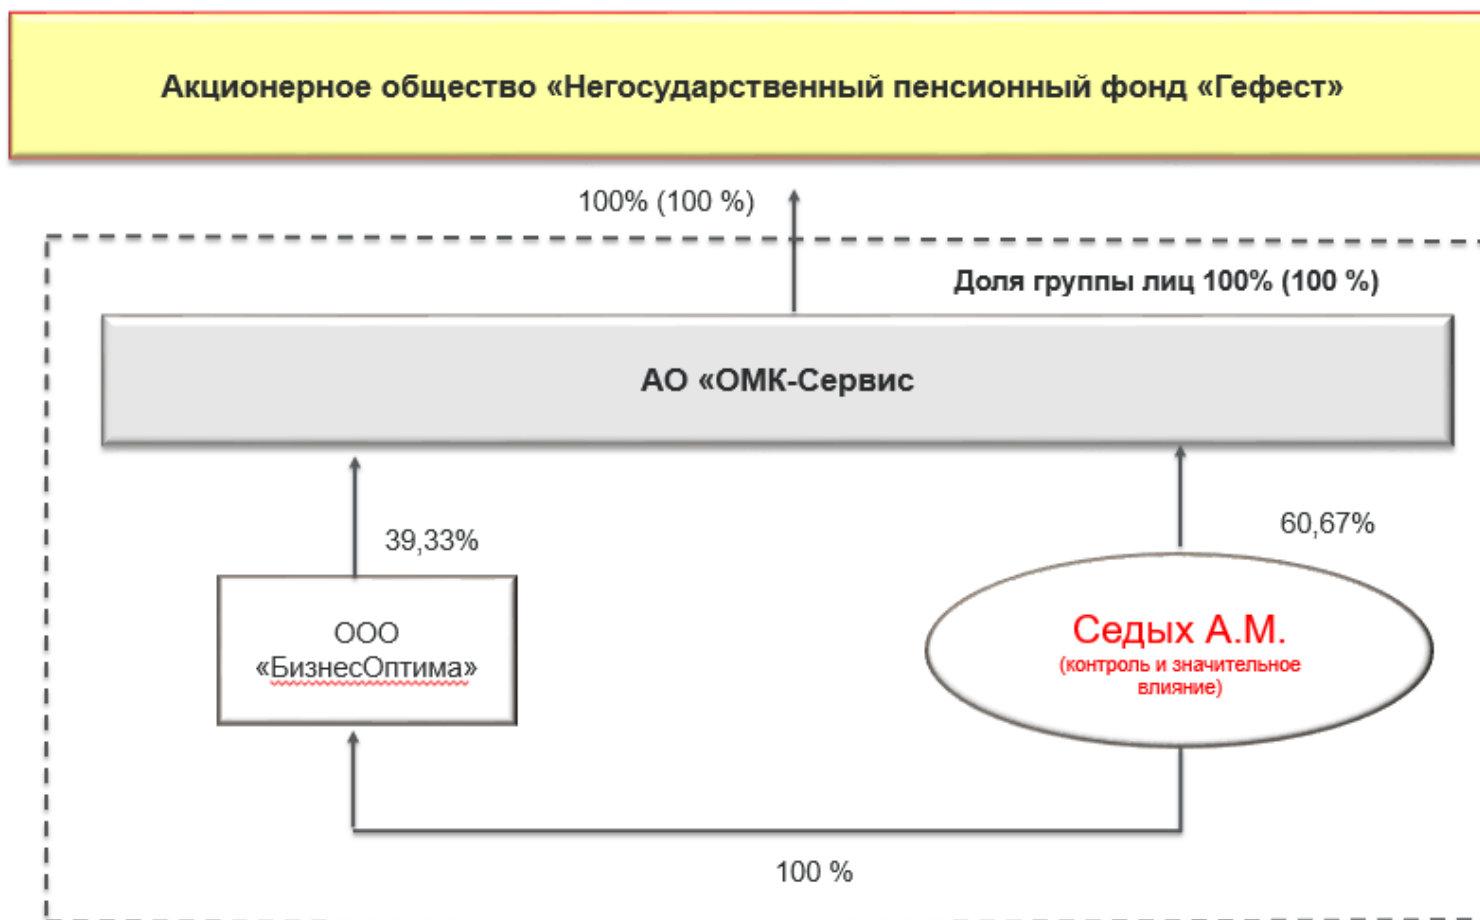 Акционерное общество «Негосударственный пенсионный фонд «Гефест»
100% (100 %)
Доля группы лиц 100% (100 %)
АО «ОМК-Сервис
39,33%
60,67%
ООО
«БизнесОптима»
Седых А.М.
(контроль и значительное
влияние)
100 %